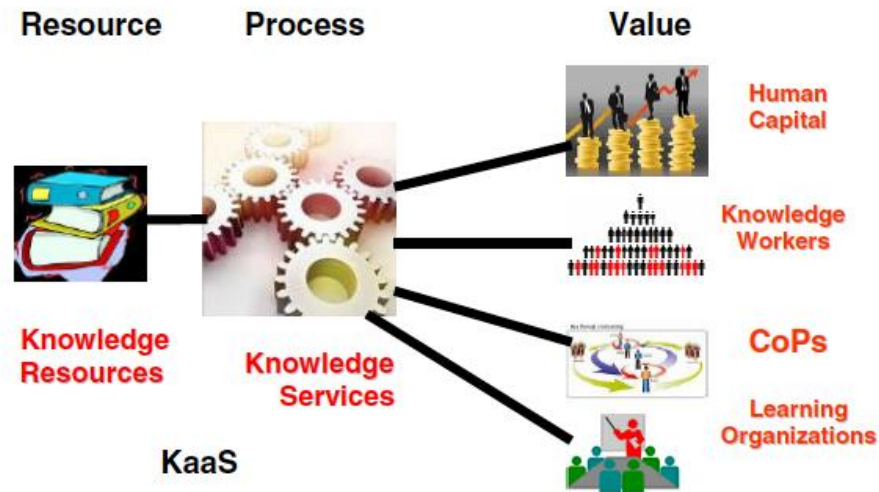 Resource
Process
Value
Human
Capital
Knowledge
Workers
Knowledge
Resources
Knowledge
Services
CoPs
Learning
Organizations
KaaS